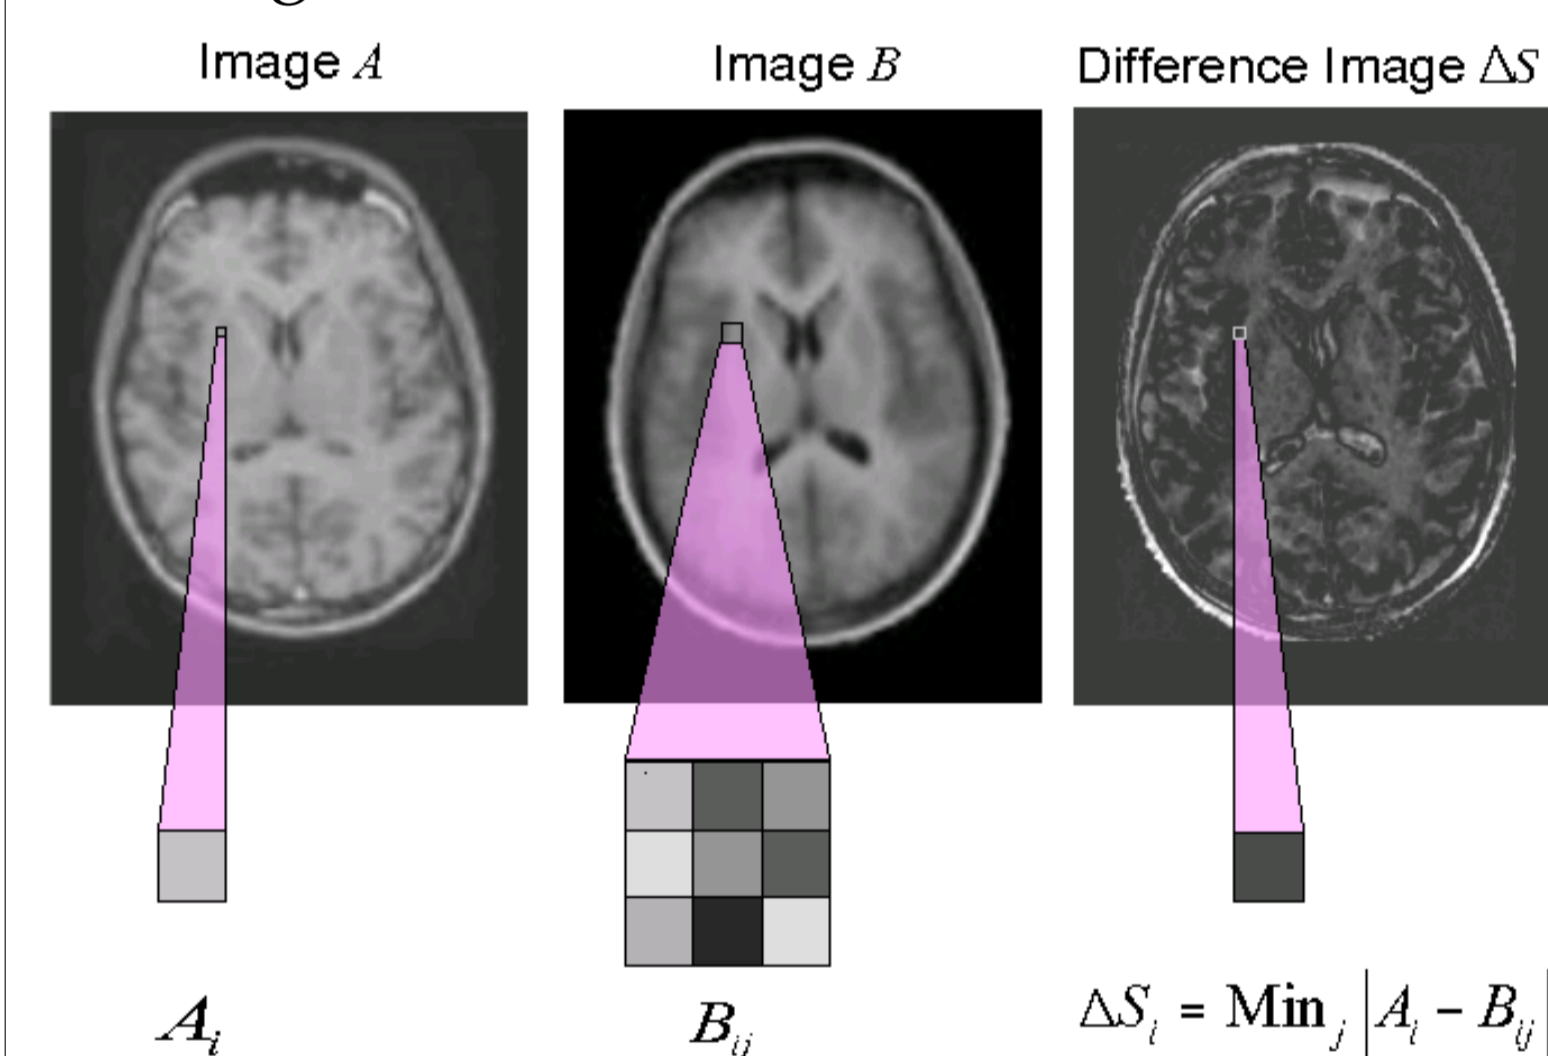 Image A
Image B
Difference Image ΔS
A_i
B_ij
ΔS_i = Min_j |A_i − B_ij|